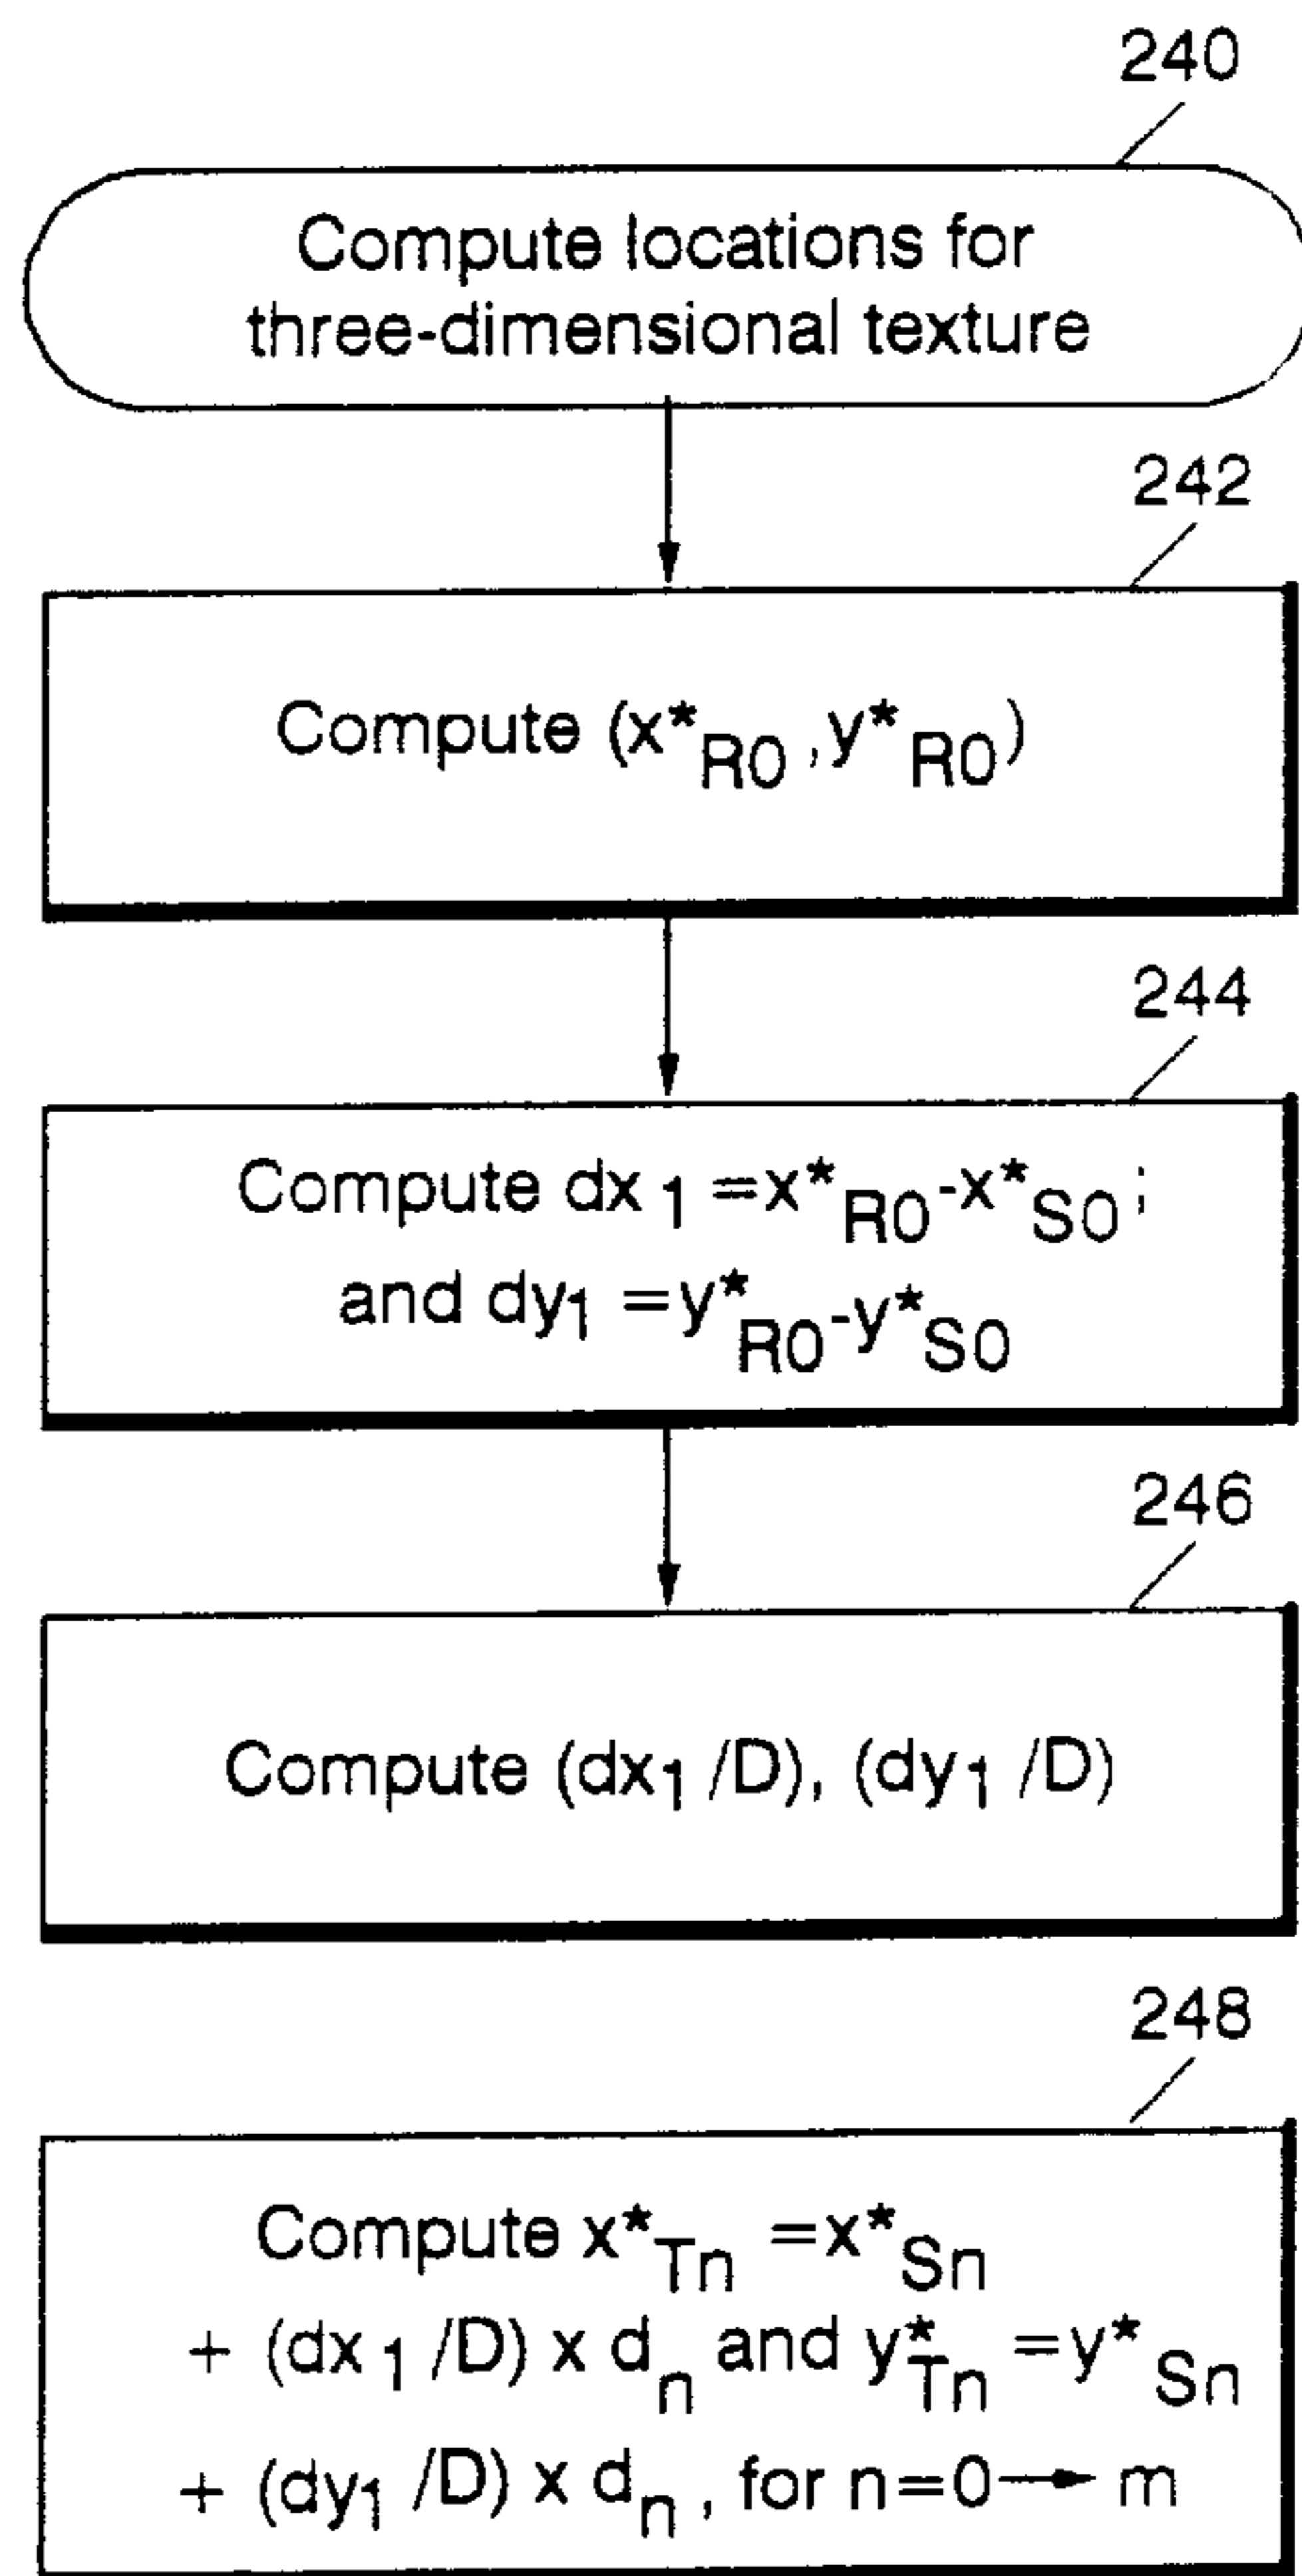 240
Compute locations for
three-dimensional texture
242
Compute (x*R0 ,y*R0)
244
Compute dx1 =x*R0-x*S0;
and dy1 =y*R0-y*S0
246
Compute (dx1 /D), (dy1 /D)
248
Compute x*Tn =x*Sn
+ (dx1 /D) x dn and y*Tn =y*Sn
+ (dy1 /D) x dn, for n=0→ m